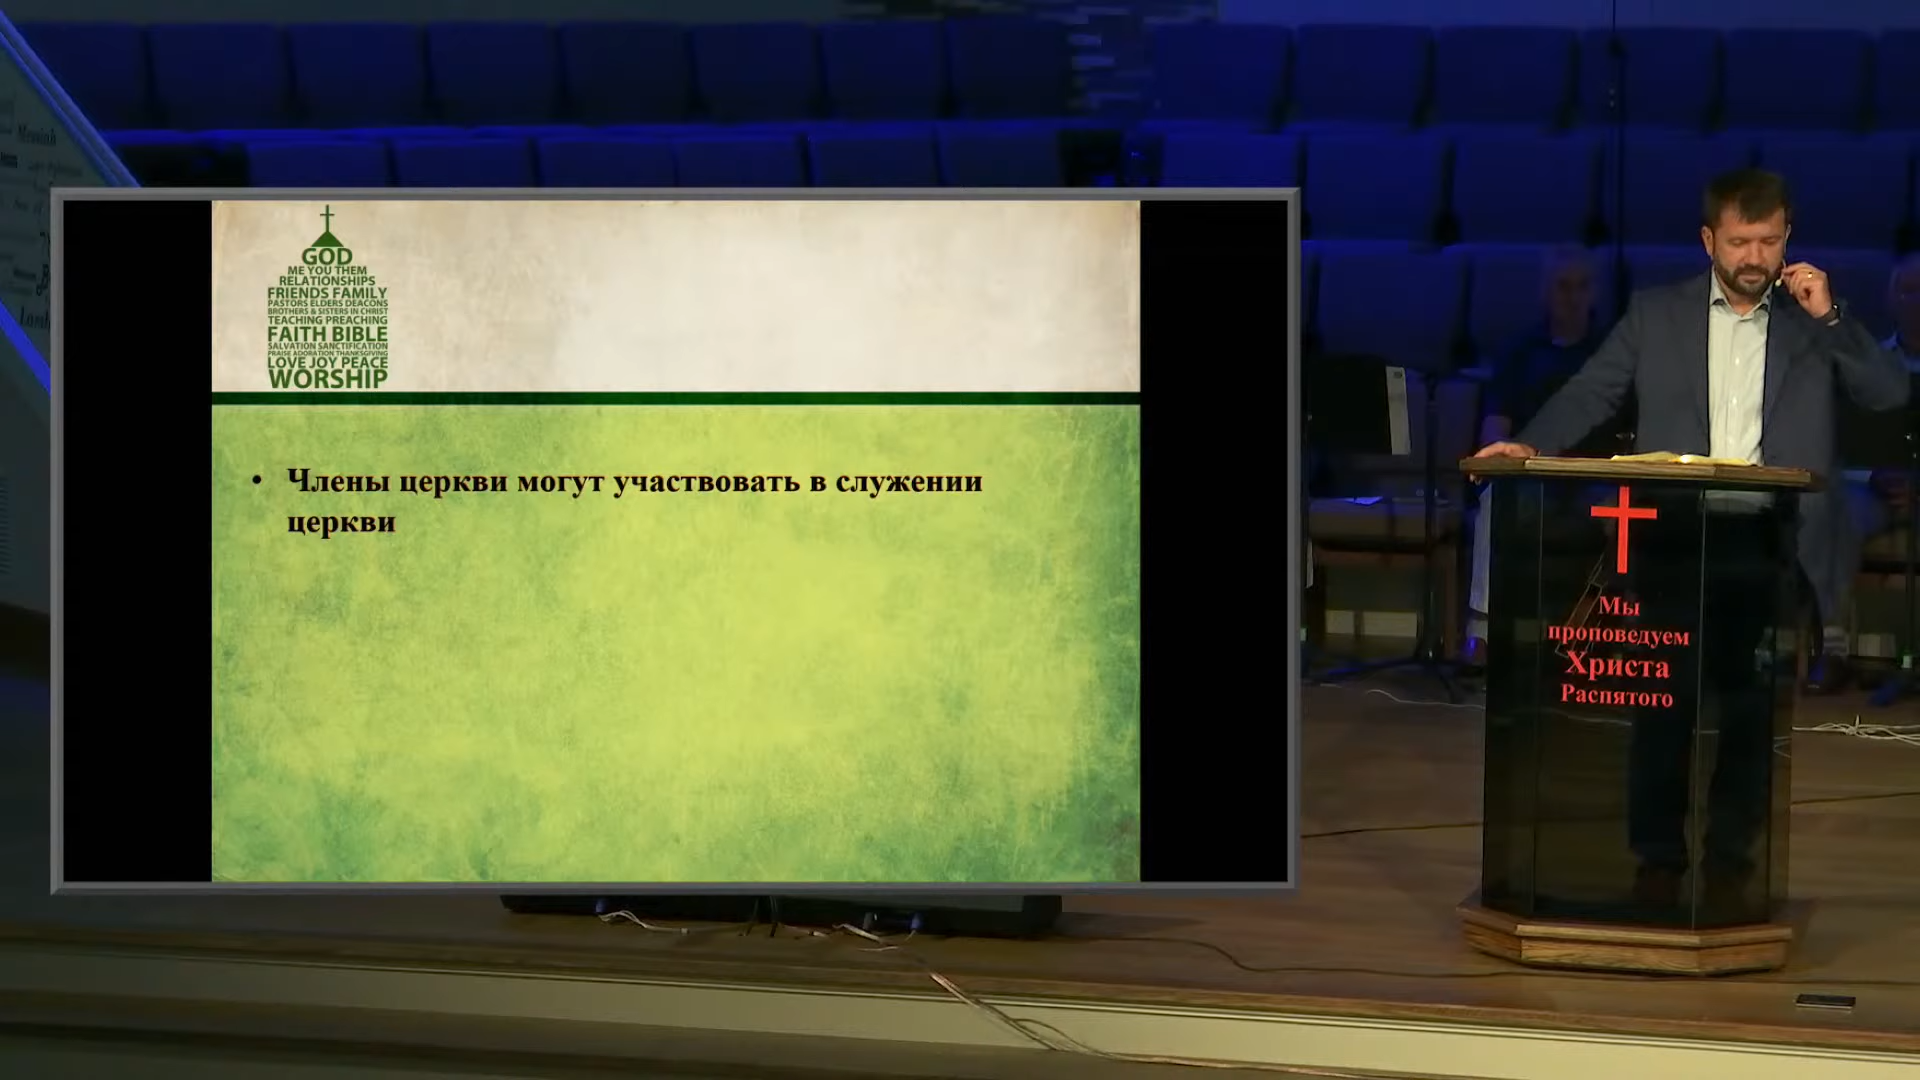 GOD
ME YOU THEM
RELATIONSHIPS
FRIENDS FAMILY
PASTORS ELDERS DEACONS
BROTHERS & SISTERS IN CHRIST
TEACHING PREACHING
FAITH BIBLE
SALVATION SANCTIFICATION
PRAISE ADORATION THANKSGIVING
LOVE JOY PEACE
WORSHIP
• Члены церкви могут участвовать в служении
церкви
Мы
проповедуем
Христа
Распятого
Messiah